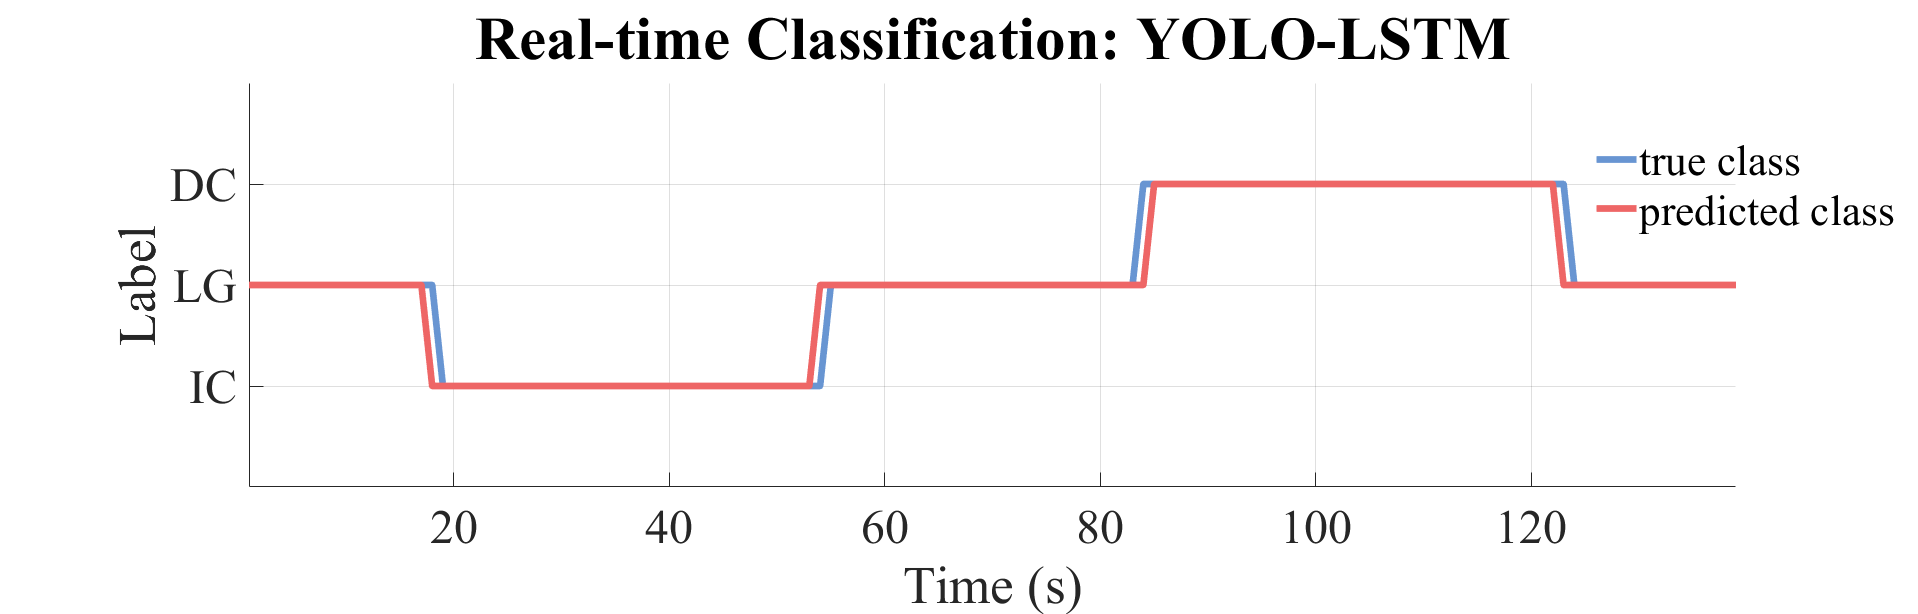 Real-time Classification: YOLO-LSTM
true class
predicted class
Label
DC
LG
IC
20 40 60 80 100 120
Time (s)